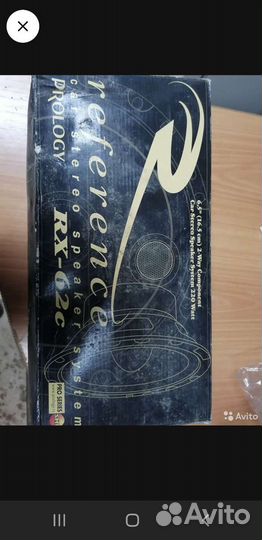 reference
car stereo speaker system
PROLOGY
RX-62c
6.5" (16.5 cm) 2-Way Component
Car Stereo Speaker System 220 Watt
PRO SERIES
Avito
Avito